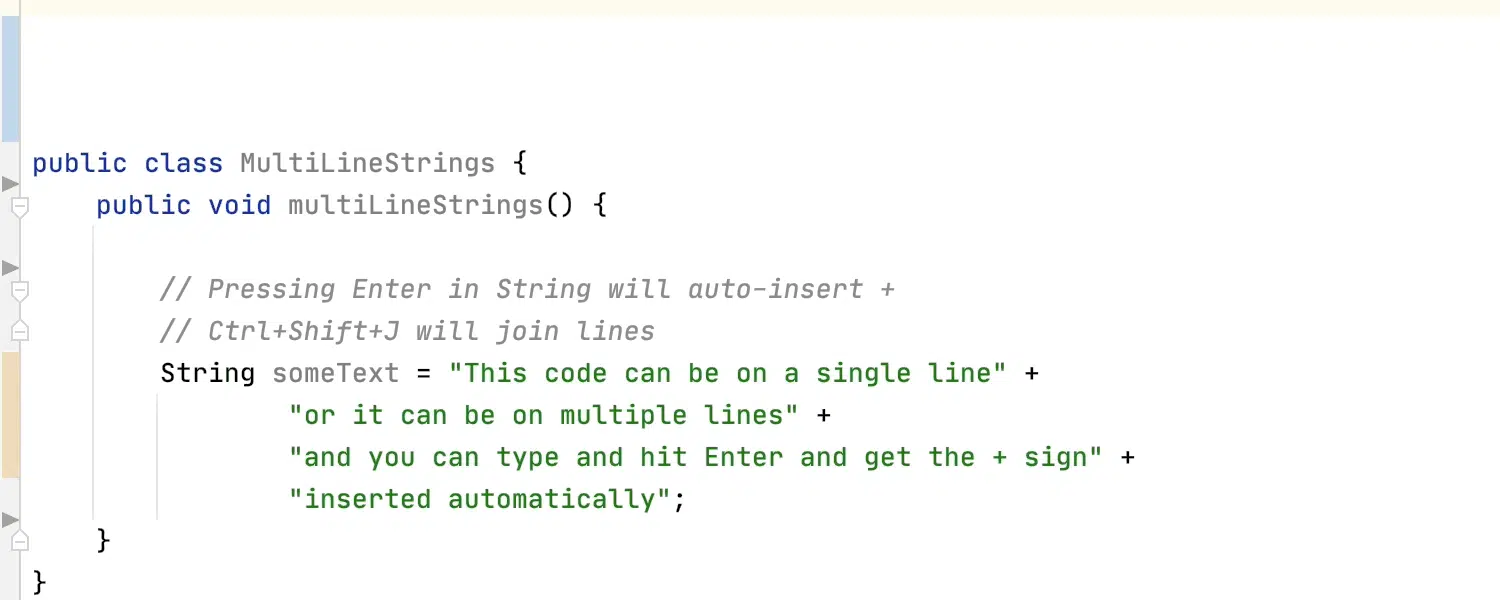 public class MultiLineStrings {
    public void multiLineStrings() {
        // Pressing Enter in String will auto-insert +
        // Ctrl+Shift+J will join lines
        String someText = "This code can be on a single line" +
                "or it can be on multiple lines" +
                "and you can type and hit Enter and get the + sign" +
                "inserted automatically";
    }
}